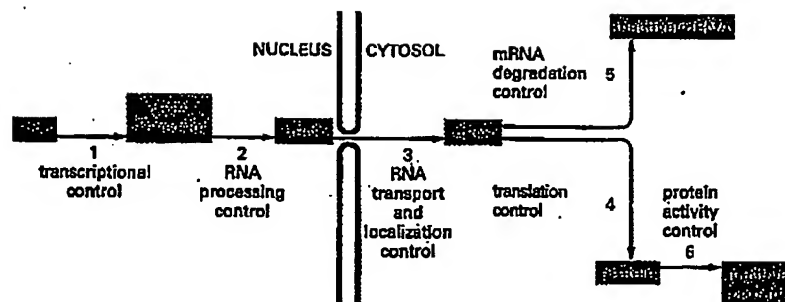 NUCLEUS
CYTOSOL
1
transcriptional
control
2
RNA
processing
control
3
RNA
transport
and
localization
control
mRNA
degradation
control
5
translation
control
4
protein
activity
control
6